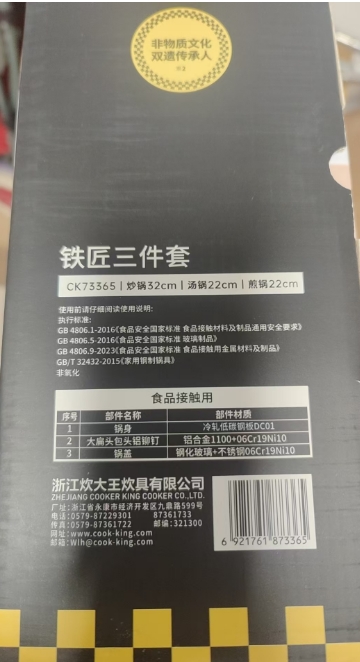 非物质文化
双遗传承人
铁匠三件套
CK73365 | 炒锅32cm | 汤锅22cm | 煎锅22cm
使用前请仔细阅读使用说明:
执行标准:
GB 4806.1-2016《食品安全国家标准 食品接触材料及制品通用安全要求》
GB 4806.5-2016《食品安全国家标准 玻璃制品》
GB 4806.9-2023《食品安全国家标准 食品接触用金属材料及制品》
GB/T 32432-2015《家用钢制锅具》
非氧化
食品接触用
序号 部件名称 部件材质
1 锅身 冷轧低碳钢板DC01
2 大扁头包头铝铆钉 铝合金1100+06Cr19Ni10
3 锅盖 钢化玻璃+不锈钢06Cr19Ni10
浙江炊大王炊具有限公司
ZHEJIANG COOKER KING COOKER CO.,LTD.
厂址:浙江省永康市经济开发区九鼎路599号
电话:0579-87229301 87361733
传真:0579-87361722 邮编:321300
网址:www.cook-king.com
邮箱:Wlh@cook-king.com
6 921761 873365